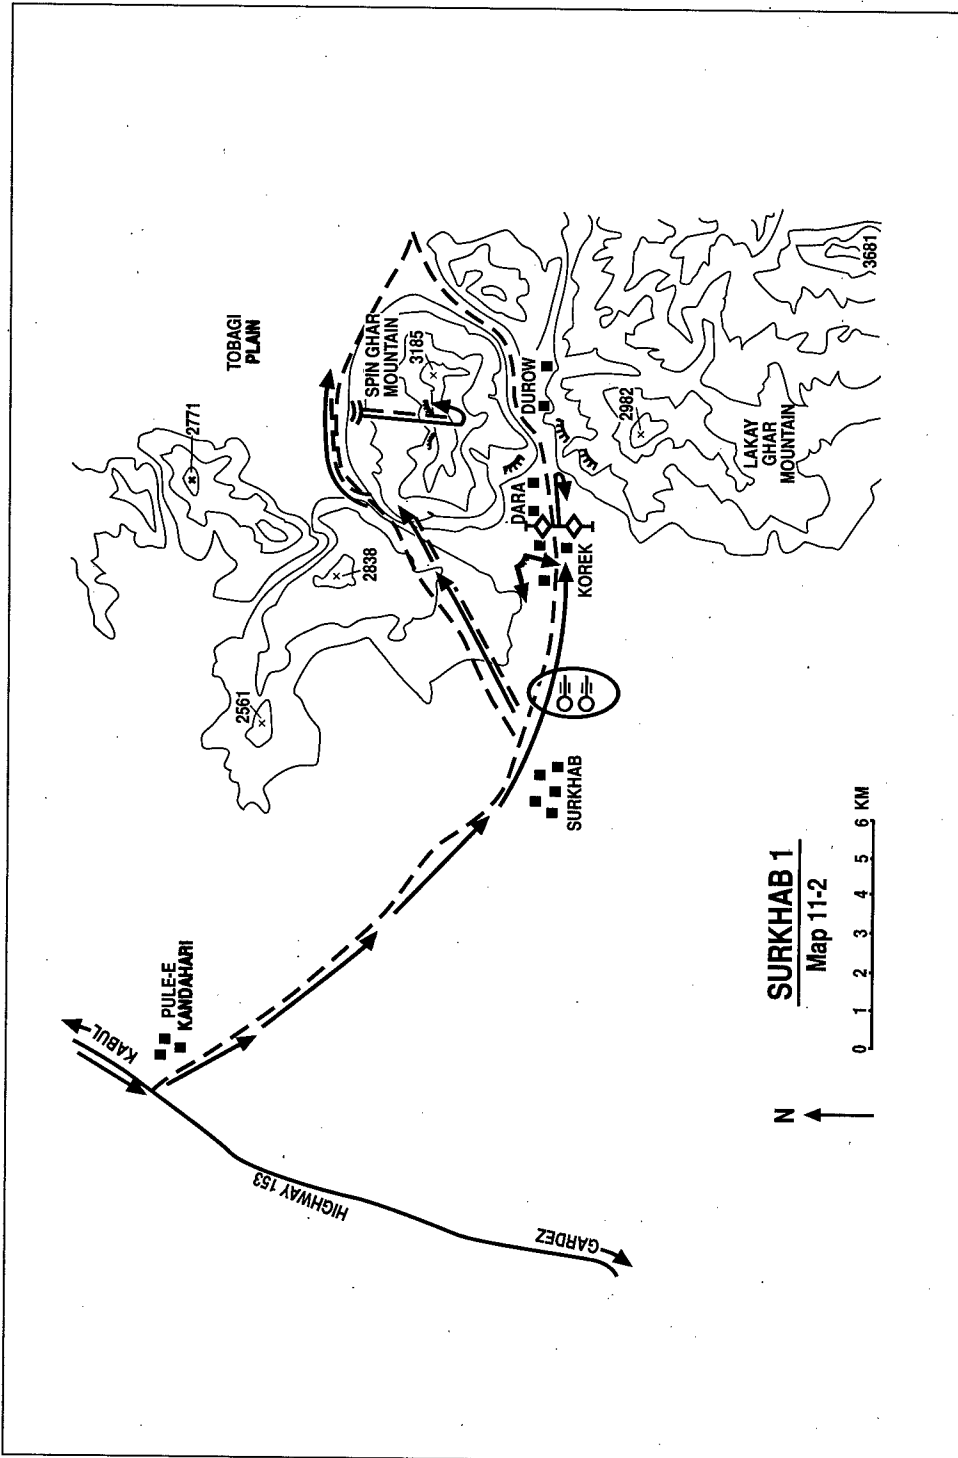 KABUL
PULE-E
KANDAHARI
HIGHWAY 153
GARDEZ
2561
2838
2771
TOBAGI
PLAIN
SPIN GHAR
MOUNTAIN
3185
SURKHAB
KOREK
DARA
DUROW
2982
LAKAY
GHAR
MOUNTAIN
3681
N
SURKHAB 1
Map 11-2
0 1 2 3 4 5 6 KM